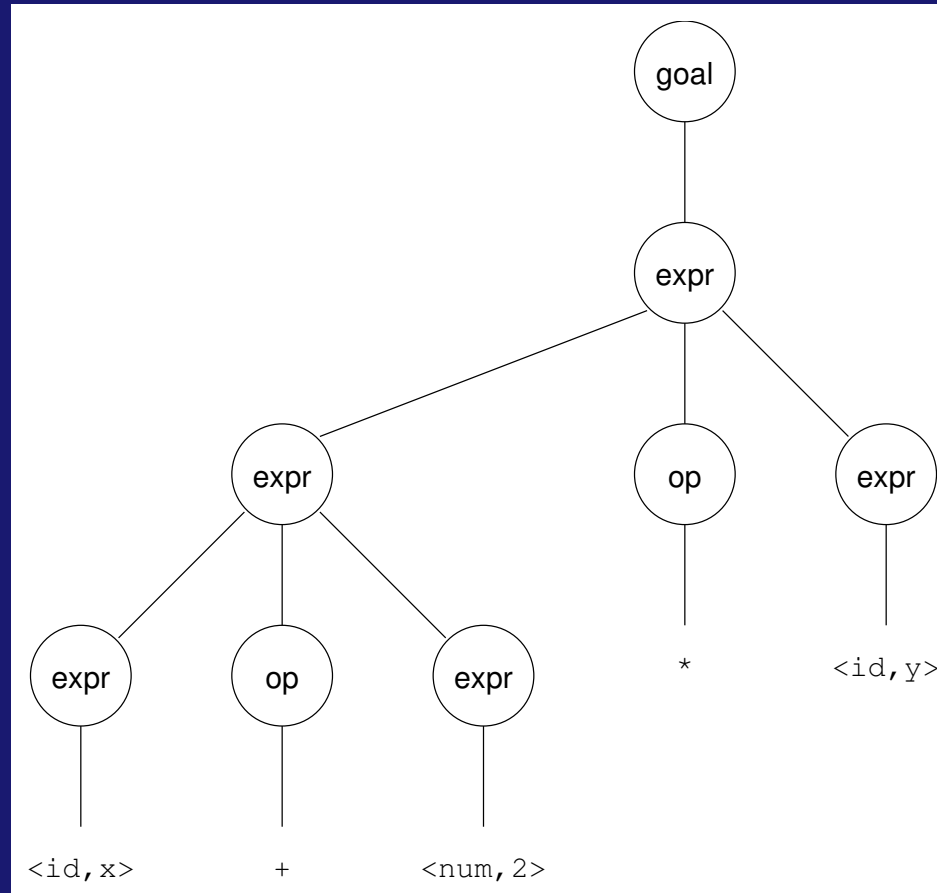 goal
expr
expr op expr
expr op expr * <id,y>
<id,x> + <num,2>